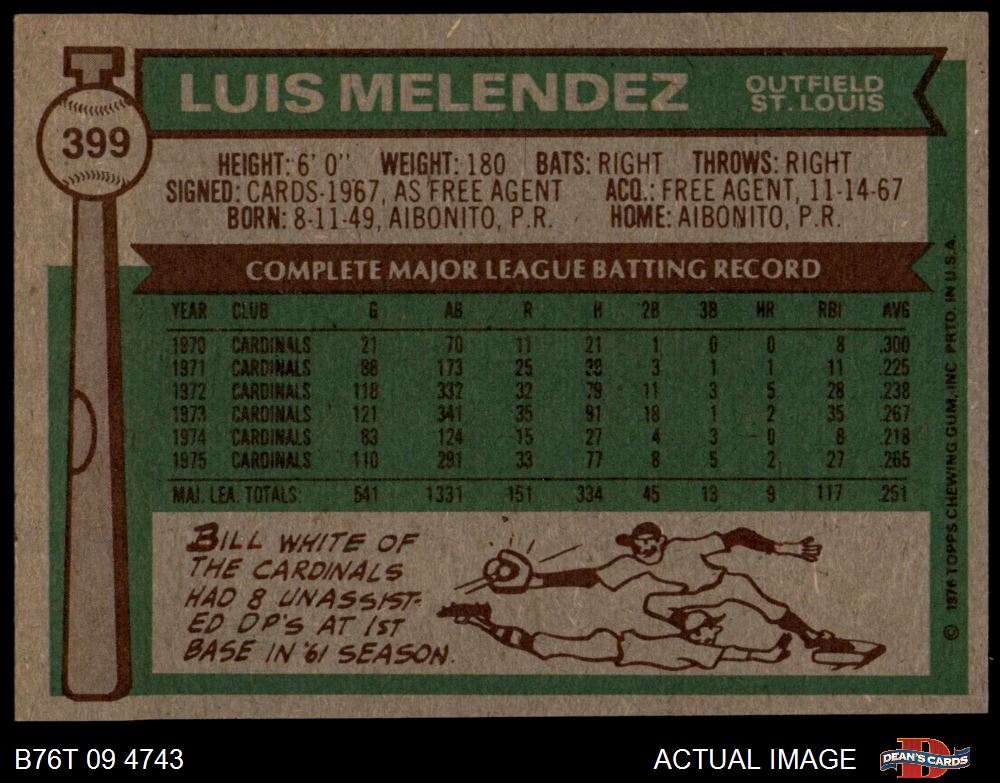 LUIS MELENDEZ
OUTFIELD
ST. LOUIS
399
HEIGHT: 6' 0" WEIGHT: 180 BATS: RIGHT THROWS: RIGHT
SIGNED: CARDS-1967, AS FREE AGENT ACQ.: FREE AGENT, 11-14-67
BORN: 8-11-49, AIBONITO, P.R. HOME: AIBONITO, P.R.
COMPLETE MAJOR LEAGUE BATTING RECORD
YEAR CLUB G AB R H 2B 3B HR RBI AVG
1970 CARDINALS 21 70 11 21 1 0 0 8 .300
1971 CARDINALS 88 173 25 39 3 1 1 11 .225
1972 CARDINALS 118 332 32 79 11 3 5 28 .238
1973 CARDINALS 121 341 35 91 18 1 2 35 .267
1974 CARDINALS 83 124 15 27 4 3 0 8 .218
1975 CARDINALS 110 291 33 77 8 5 2 27 .265
MAJ. LEA. TOTALS: 541 1331 151 334 45 13 9 117 .251
BILL WHITE OF
THE CARDINALS
HAD 8 UNASSIST-
ED DP'S AT 1ST
BASE IN '61 SEASON.
© 1976 TOPPS CHEWING GUM, INC. PRTD. IN U.S.A.
B76T 09 4743
ACTUAL IMAGE
D
DEAN'S CARDS